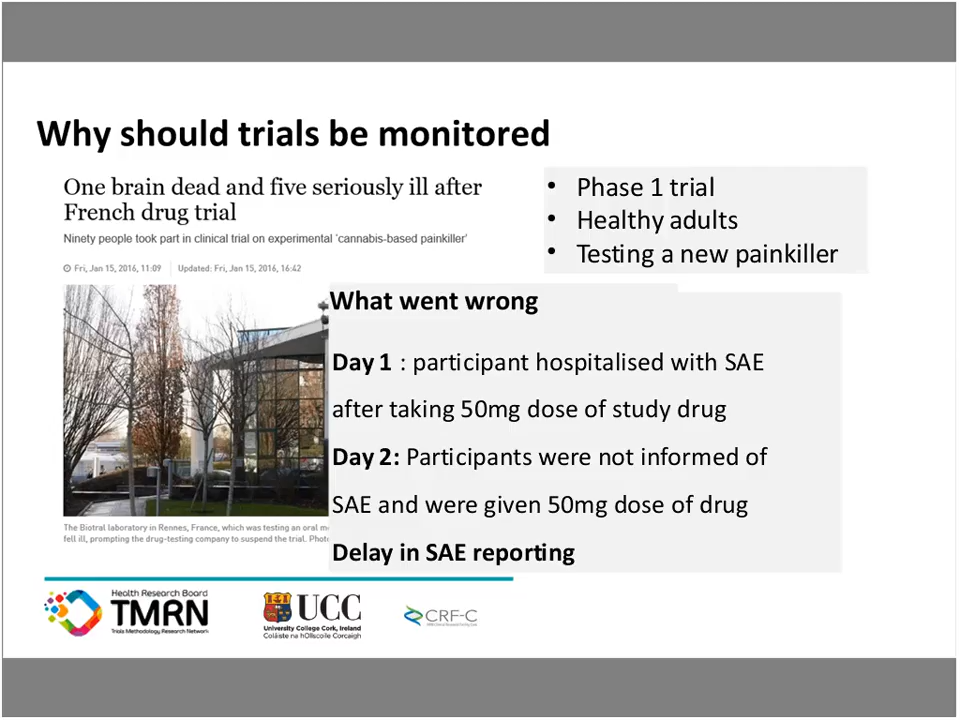 Why should trials be monitored
One brain dead and five seriously ill after
French drug trial
Ninety people took part in clinical trial on experimental 'cannabis-based painkiller'
Fri, Jan 15, 2016, 11:09 Updated: Fri, Jan 15, 2016, 16:42
• Phase 1 trial
• Healthy adults
• Testing a new painkiller
What went wrong
Day 1 : participant hospitalised with SAE
after taking 50mg dose of study drug
Day 2: Participants were not informed of
SAE and were given 50mg dose of drug
Delay in SAE reporting
The Biotral laboratory in Rennes, France, which was testing an oral
fell ill, prompting the drug-testing company to suspend the trial.
Health Research Board
TMRN
Trials Methodology Research Network
UCC
University College Cork, Ireland
Coláiste na hOllscoile Corcaigh
CRF-C